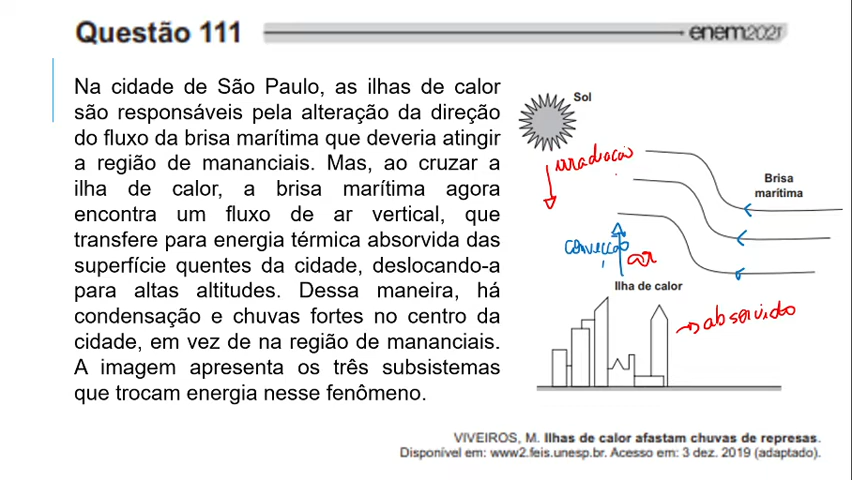 Questão 111
enem2021
Na cidade de São Paulo, as ilhas de calor
são responsáveis pela alteração da direção
do fluxo da brisa marítima que deveria atingir
a região de mananciais. Mas, ao cruzar a
ilha de calor, a brisa marítima agora
encontra um fluxo de ar vertical, que
transfere para energia térmica absorvida das
superfície quentes da cidade, deslocando-a
para altas altitudes. Dessa maneira, há
condensação e chuvas fortes no centro da
cidade, em vez de na região de mananciais.
A imagem apresenta os três subsistemas
que trocam energia nesse fenômeno.
Sol
irradiação
Brisa
marítima
convecção
ar
Ilha de calor
absorvido
VIVEIROS, M. Ilhas de calor afastam chuvas de represas.
Disponível em: www2.feis.unesp.br. Acesso em: 3 dez. 2019 (adaptado).